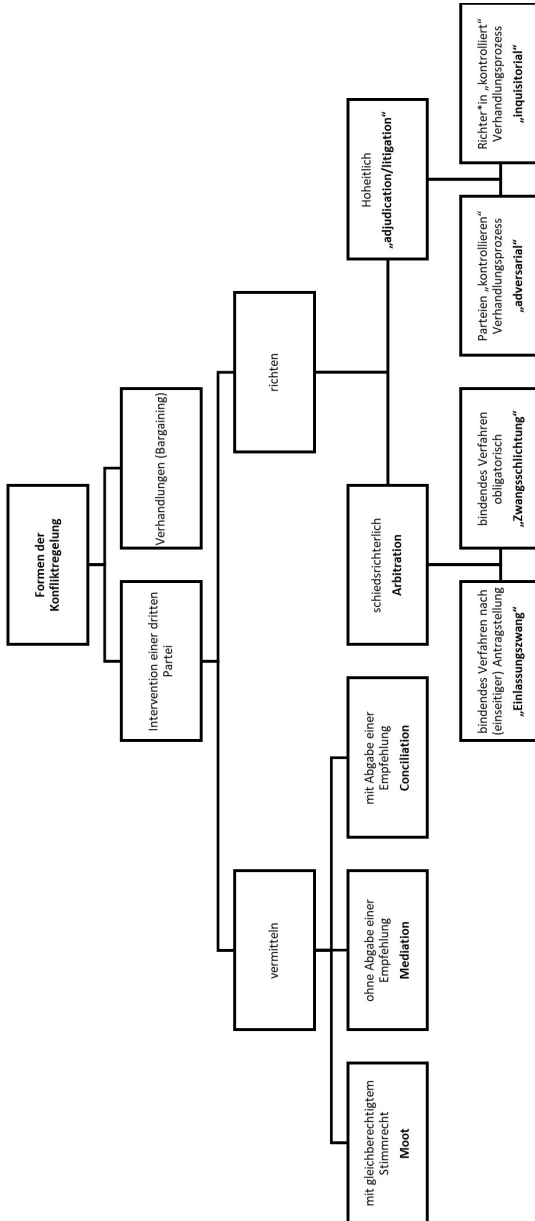 Formen der
Konfliktregelung
Intervention einer dritten
Partei
Verhandlungen (Bargaining)
vermitteln
richten
mit gleichberechtigtem
Stimmrecht
Moot
ohne Abgabe einer
Empfehlung
Mediation
mit Abgabe einer
Empfehlung
Conciliation
schiedsrichterlich
Arbitration
Hoheitlich
„adjudication/litigation“
bindendes Verfahren nach
(einseitiger) Antragstellung
„Einlassungszwang“
bindendes Verfahren
obligatorisch
„Zwangsschlichtung“
Parteien „kontrollieren“
Verhandlungsprozess
„adversarial“
Richter*in „kontrolliert“
Verhandlungsprozess
„inquisitorial“